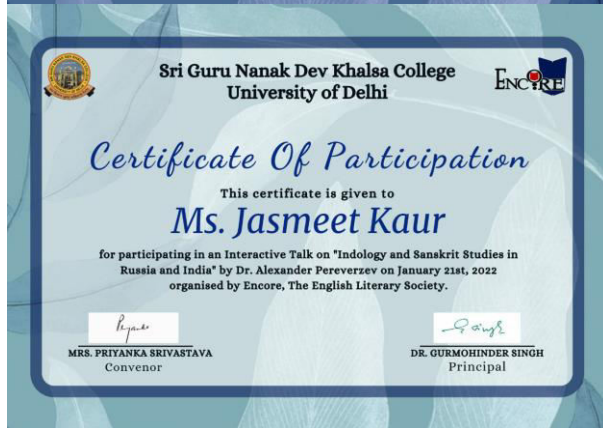 Sri Guru Nanak Dev Khalsa College
University of Delhi
ENCORE
Certificate Of Participation
This certificate is given to
Ms. Jasmeet Kaur
for participating in an Interactive Talk on "Indology and Sanskrit Studies in
Russia and India" by Dr. Alexander Pereverzev on January 21st, 2022
organised by Encore, The English Literary Society.
Priyanka
G Singh
MRS. PRIYANKA SRIVASTAVA
DR. GURMOHINDER SINGH
Convenor
Principal